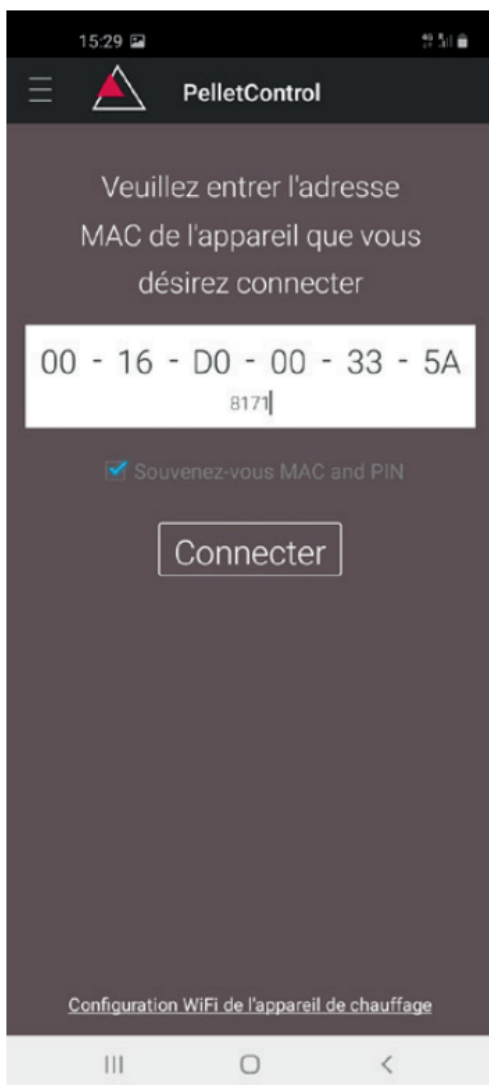 15:29
PelletControl
Veuillez entrer l'adresse
MAC de l'appareil que vous
désirez connecter
00 - 16 - D0 - 00 - 33 - 5A
8171
Souvenez-vous MAC and PIN
Connecter
Configuration WiFi de l'appareil de chauffage